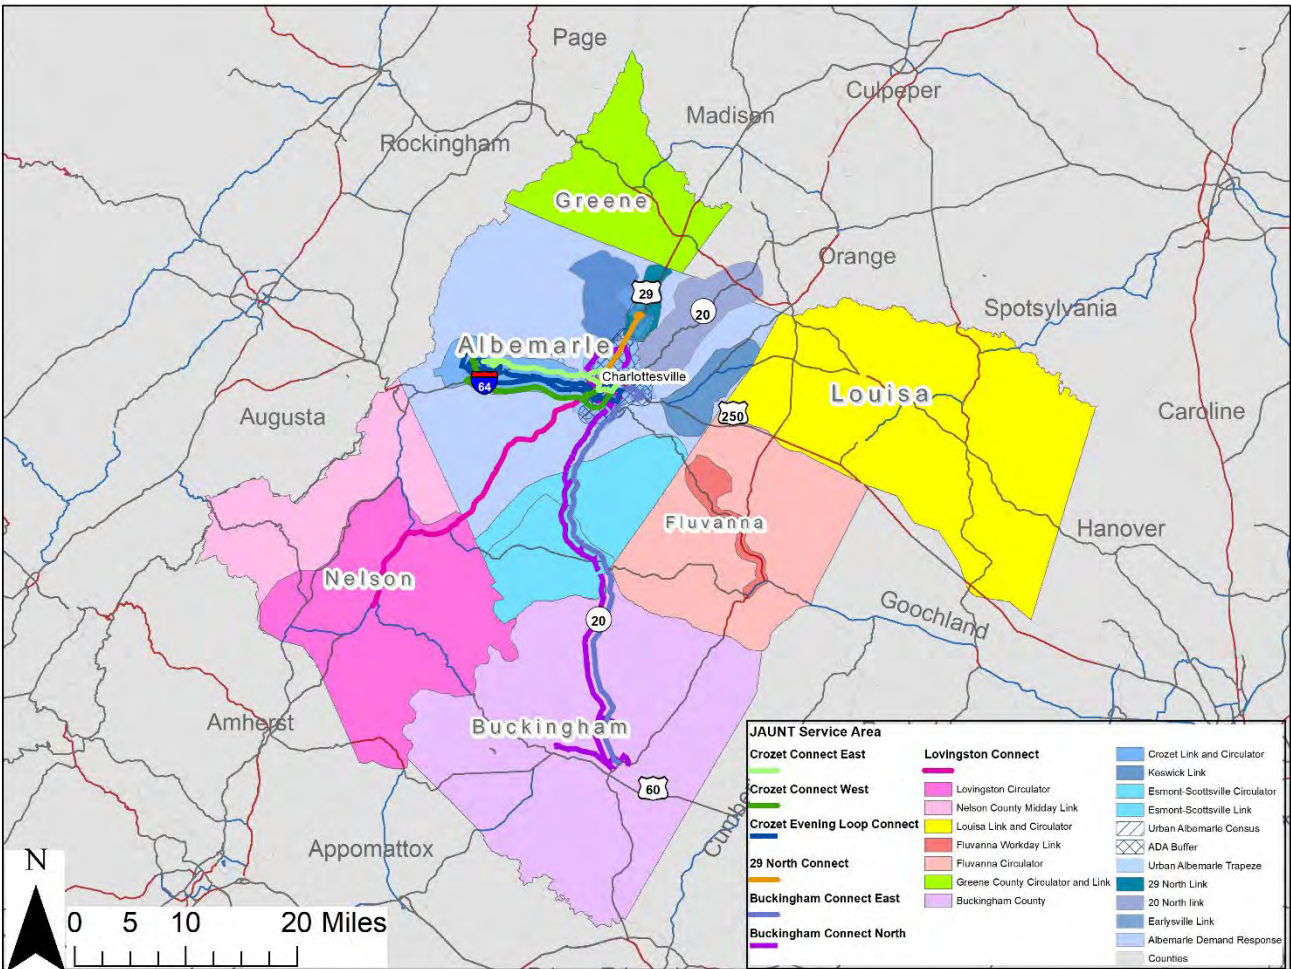 Page
Culpeper
Madison
Rockingham
Greene
Orange
29
Spotsylvania
20
Albemarle
Charlottesville
64
Louisa
Augusta
250
Caroline
Fluvanna
Hanover
Nelson
Goochland
20
Amherst
Buckingham
60
Appomattox
N
0 5 10 20 Miles
JAUNT Service Area
Crozet Connect East
Crozet Connect West
Crozet Evening Loop Connect
29 North Connect
Buckingham Connect East
Buckingham Connect North
Lovingston Connect
Lovingston Circulator
Nelson County Midday Link
Louisa Link and Circulator
Fluvanna Workday Link
Fluvanna Circulator
Greene County Circulator and Link
Buckingham County
Crozet Link and Circulator
Keswick Link
Esmont-Scottsville Circulator
Esmont-Scottsville Link
Urban Albemarle Census
ADA Buffer
Urban Albemarle Trapeze
29 North Link
20 North link
Earlysville Link
Albemarle Demand Response
Counties